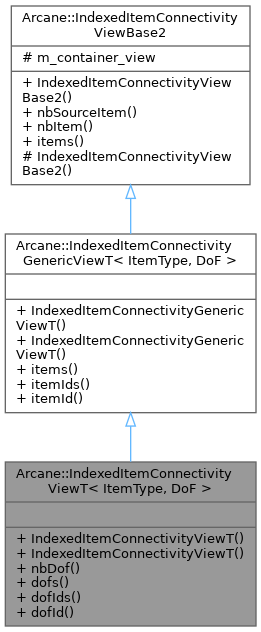 Arcane::IndexedItemConnectivity
ViewBase2
# m_container_view
+ IndexedItemConnectivityView
Base2()
+ nbSourceItem()
+ nbItem()
+ items()
# IndexedItemConnectivityView
Base2()
Arcane::IndexedItemConnectivity
GenericViewT< ItemType, DoF >
+ IndexedItemConnectivityGeneric
ViewT()
+ IndexedItemConnectivityGeneric
ViewT()
+ items()
+ itemIds()
+ itemId()
Arcane::IndexedItemConnectivity
ViewT< ItemType, DoF >
+ IndexedItemConnectivityViewT()
+ IndexedItemConnectivityViewT()
+ nbDof()
+ dofs()
+ dofIds()
+ dofId()